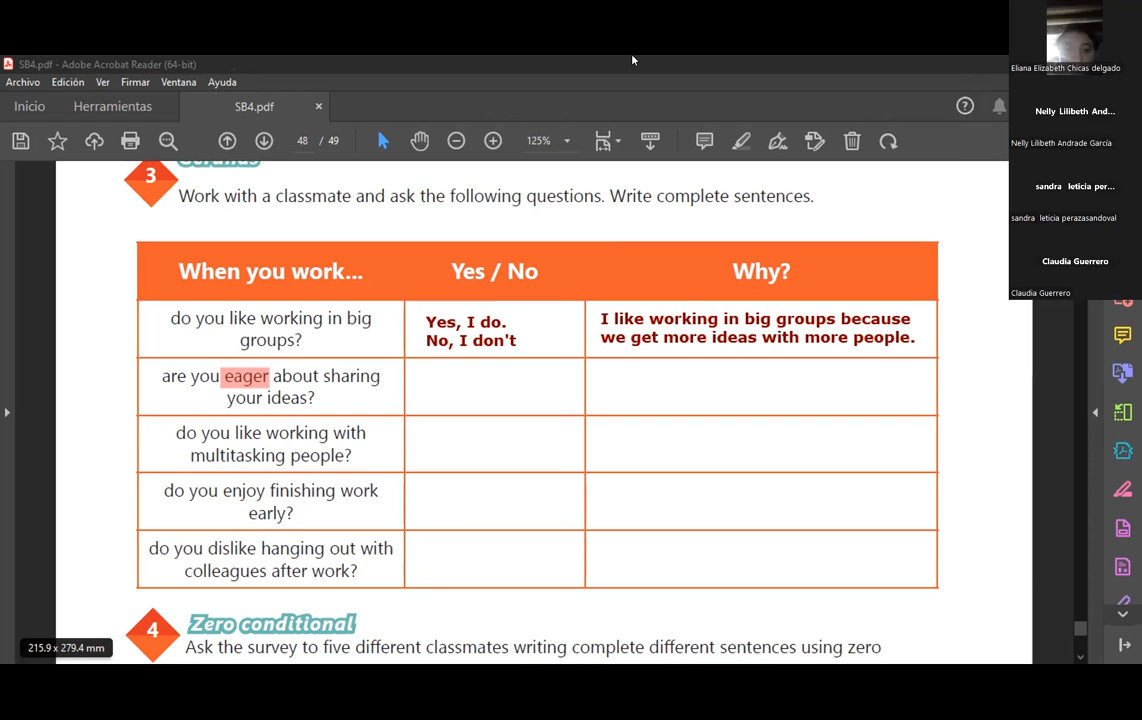 SB4.pdf - Adobe Acrobat Reader (64-bit)
Archivo Edición Ver Firmar Ventana Ayuda
Inicio Herramientas SB4.pdf ×
48 / 49 125%
3
Work with a classmate and ask the following questions. Write complete sentences.
When you work... Yes / No Why?
do you like working in big
groups?
Yes, I do.
No, I don't
I like working in big groups because
we get more ideas with more people.
are you eager about sharing
your ideas?
do you like working with
multitasking people?
do you enjoy finishing work
early?
do you dislike hanging out with
colleagues after work?
4 Zero conditional
Ask the survey to five different classmates writing complete different sentences using zero
215.9 x 279.4 mm
Eliana Elizabeth Chicas delgado
Nelly Lilibeth And...
Nelly Lilibeth Andrade García
sandra leticia per...
sandra leticia perazasandoval
Claudia Guerrero
Claudia Guerrero